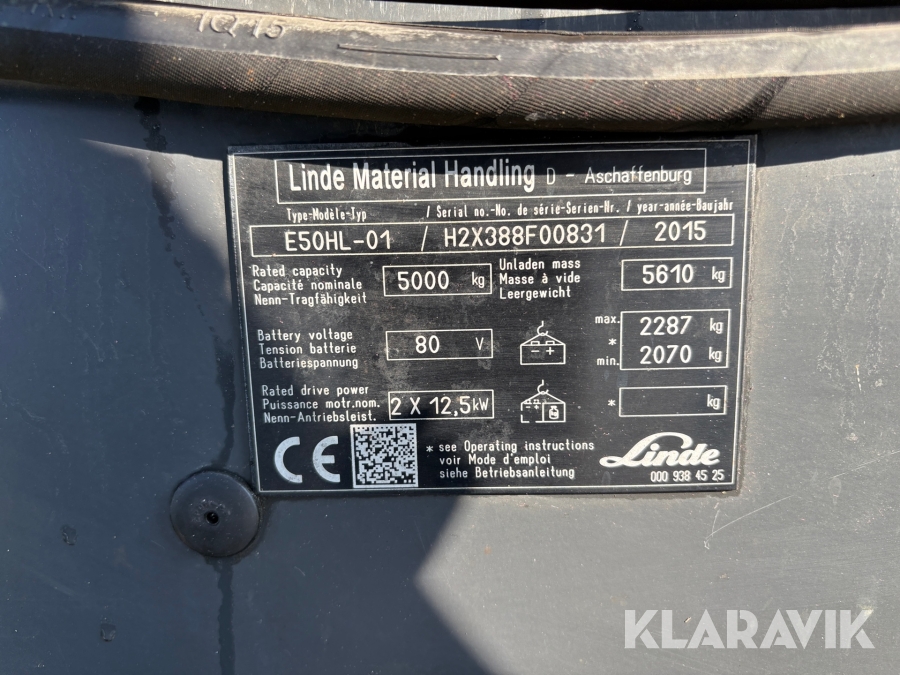 Linde Material Handling D - Aschaffenburg
Type-Modèle-Typ / Serial no.-No. de série-Serien-Nr. / year-année-Baujahr
E50HL-01 / H2X388F00831 / 2015
Rated capacity
Capacité nominale
Nenn-Tragfähigkeit
5000 kg
Unladen mass
Masse à vide
Leergewicht
5610 kg
Battery voltage
Tension batterie
Batteriespannung
80 V
- +
max. 2287 kg
*
min. 2070 kg
Rated drive power
Puissance motr.nom.
Nenn-Antriebsleist.
2 X 12,5 kW
- +
* kg
CE
* see Operating instructions
voir Mode d'emploi
siehe Betriebsanleitung
Linde
000 938 45 25
KLARAVIK